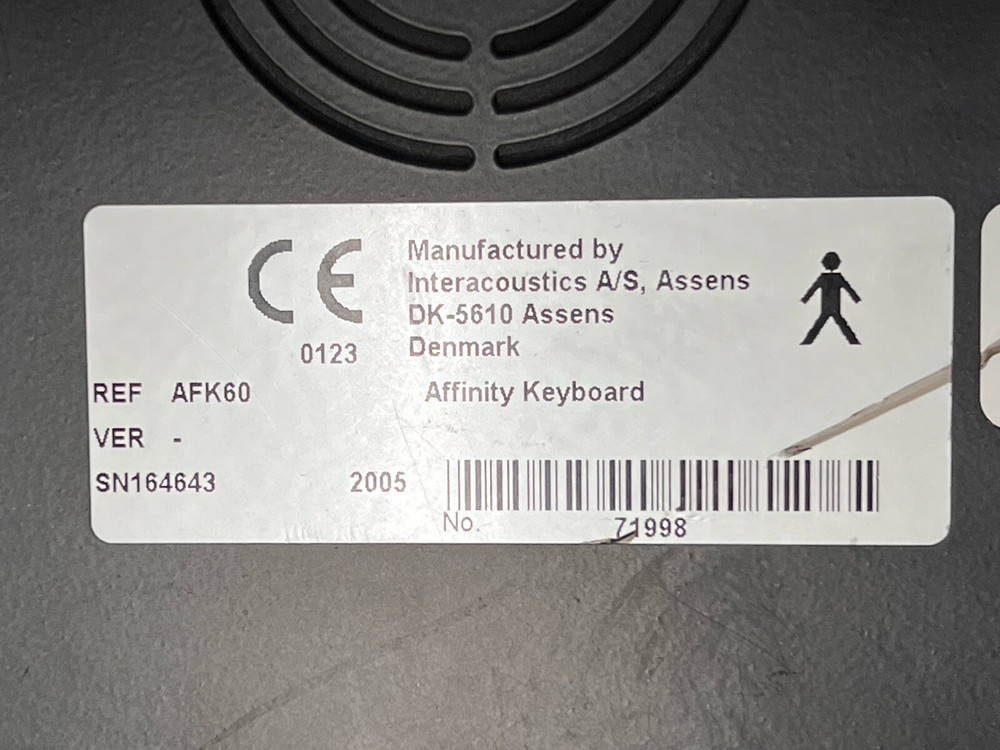 CE
0123
Manufactured by
Interacoustics A/S, Assens
DK-5610 Assens
Denmark
REF AFK60
Affinity Keyboard
VER -
SN164643
2005
No. 71998